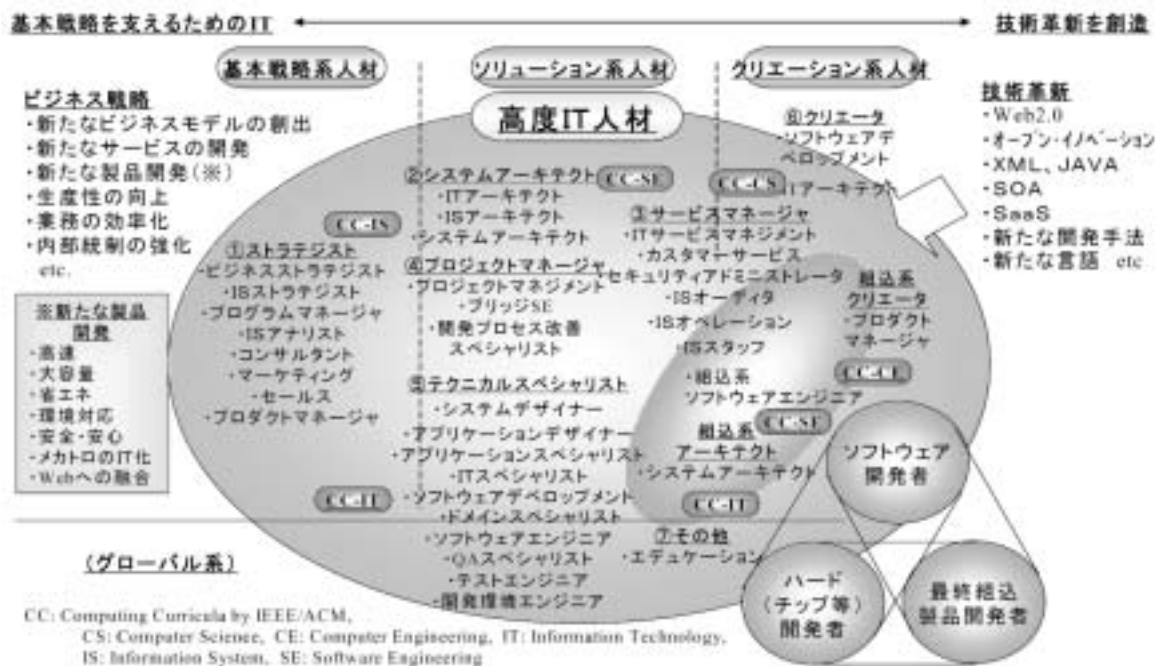 基本戦略を支えるためのIT
技術革新を創造
基本戦略系人材
ソリューション系人材
クリエーション系人材
高度IT人材
ビジネス戦略
・新たなビジネスモデルの創出
・新たなサービスの開発
・新たな製品開発(※)
・生産性の向上
・業務の効率化
・内部統制の強化
etc.
※新たな製品
開発
・高速
・大容量
・省エネ
・環境対応
・安全・安心
・メカトロのIT化
・Webへの融合
CC-IS
①ストラテジスト
・ビジネスストラテジスト
・ISストラテジスト
・プログラムマネージャ
・ISアナリスト
・コンサルタント
・マーケティング
・セールス
・プロダクトマネージャ
CC-IT
②システムアーキテクト
CC-SE
・ITアーキテクト
・ISアーキテクト
・システムアーキテクト
④プロジェクトマネージャ
・プロジェクトマネジメント
・ブリッジSE
・開発プロセス改善
スペシャリスト
⑤テクニカルスペシャリスト
・システムデザイナー
・アプリケーションデザイナー
・アプリケーションスペシャリスト
・ITスペシャリスト
・ソフトウェアデベロップメント
・ドメインスペシャリスト
・ソフトウェアエンジニア
・QAスペシャリスト
・テストエンジニア
・開発環境エンジニア
⑥クリエータ
・ソフトウェアデ
ベロップメント
ITアーキテクト
CC-CS
③サービスマネージャ
・ITサービスマネジメント
・カスタマーサービス
・セキュリティアドミニストレータ
・ISオーディタ
・ISオペレーション
・ISスタッフ
・組込系
ソフトウェアエンジニア
CC-SE
組込系
アーキテクト
・システムアーキテクト
CC-IT
⑦その他
・エデュケーション
組込系
クリエータ
・プロダクト
マネージャ
CC-CE
技術革新
・Web2.0
・オープン・イノベーション
・XML、JAVA
・SOA
・SaaS
・新たな開発手法
・新たな言語 etc
ソフトウェア
開発者
ハード
(チップ等)
開発者
最終組込
製品開発者
(グローバル系)
CC: Computing Curricula by IEEE/ACM,
CS: Computer Science, CE: Computer Engineering, IT: Information Technology,
IS: Information System, SE: Software Engineering